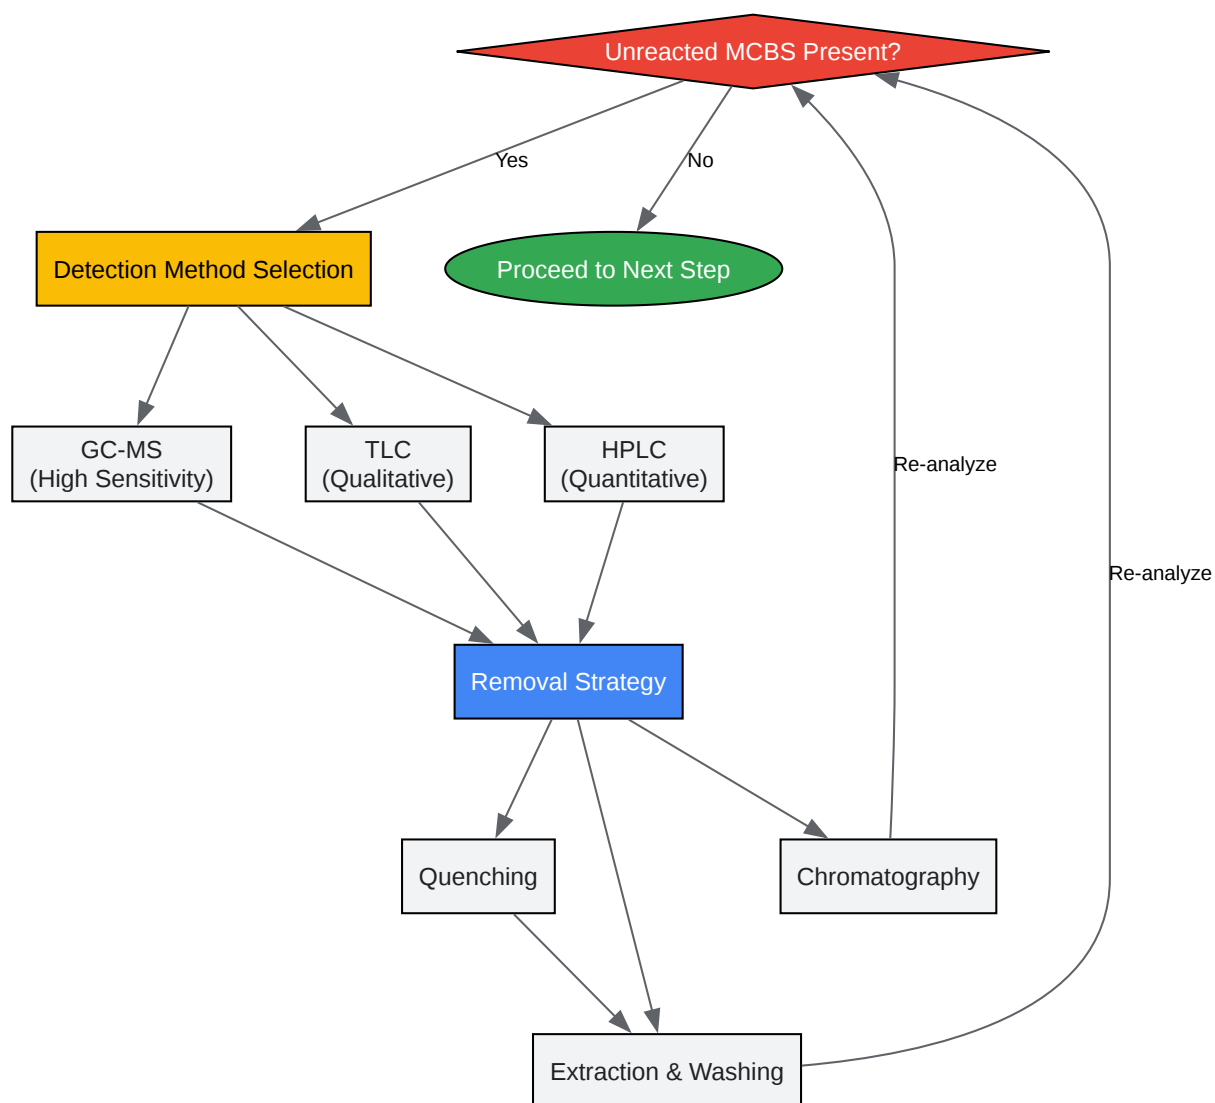 Unreacted MCBS Present?
Yes
No
Detection Method Selection
Proceed to Next Step
GC-MS
(High Sensitivity)
TLC
(Qualitative)
HPLC
(Quantitative)
Re-analyze
Re-analyze
Removal Strategy
Quenching
Chromatography
Extraction & Washing